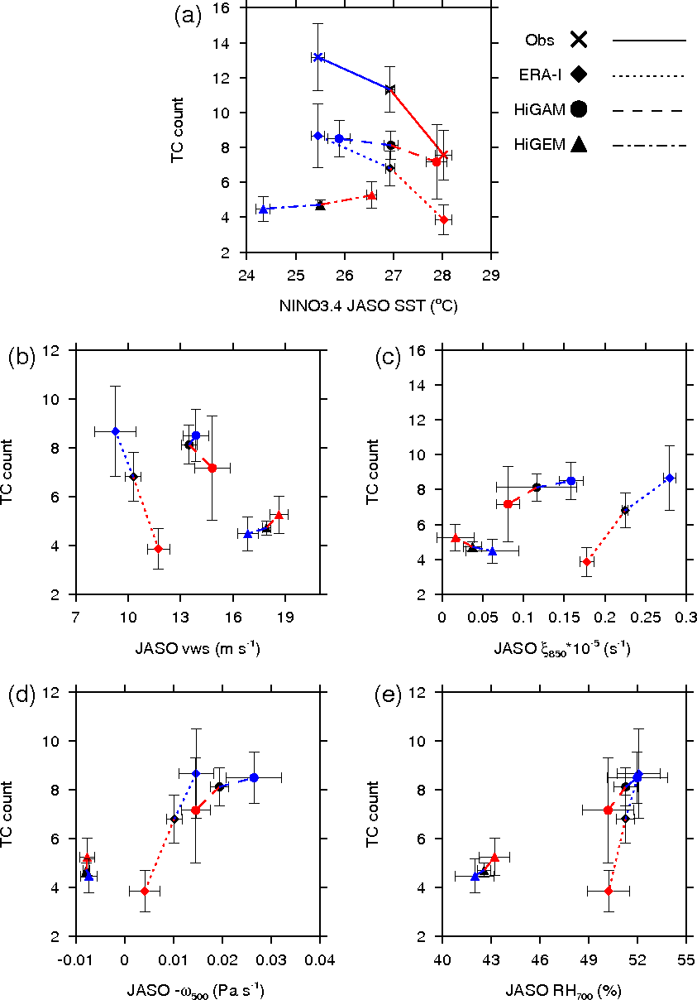 (a)
16
14
12
10
8
6
4
2
TC count
24 25 26 27 28 29
NINO3.4 JASO SST (°C)
Obs
ERA-I
HiGAM
HiGEM
(b)
12
10
8
6
4
2
TC count
7 10 13 16 19
JASO vws (m s-1)
(c)
16
14
12
10
8
6
4
2
TC count
0 0.05 0.1 0.15 0.2 0.25 0.3
JASO ξ850*10-5 (s-1)
(d)
12
10
8
6
4
2
TC count
-0.01 0 0.01 0.02 0.03 0.04
JASO -ω500 (Pa s-1)
(e)
12
10
8
6
4
2
TC count
40 43 46 49 52 55
JASO RH700 (%)